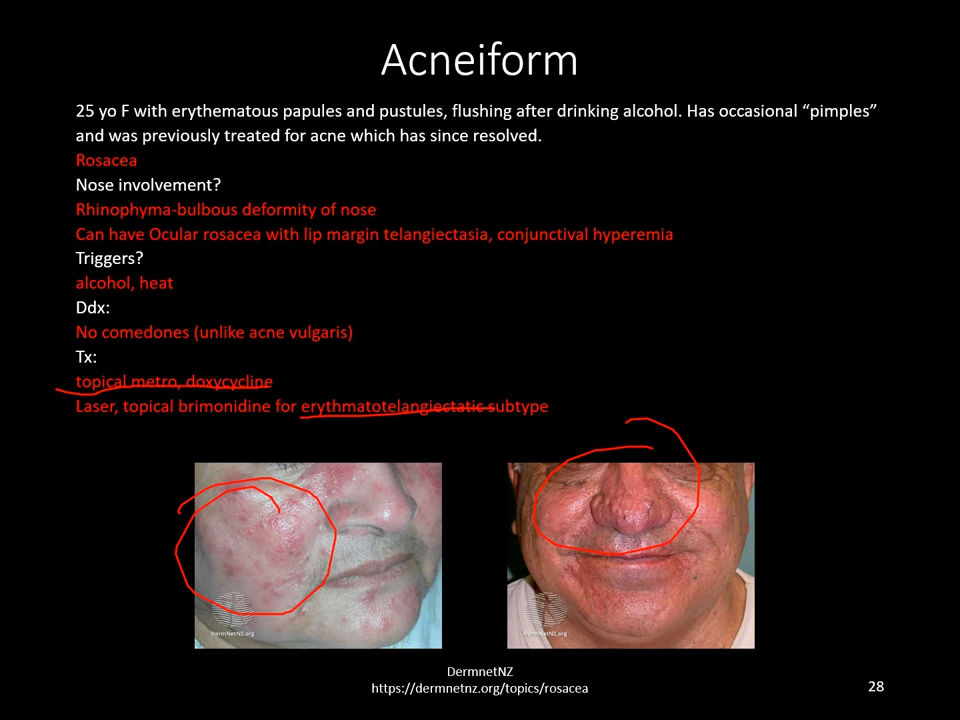 Acneiform
25 yo F with erythematous papules and pustules, flushing after drinking alcohol. Has occasional “pimples”
and was previously treated for acne which has since resolved.
Rosacea
Nose involvement?
Rhinophyma-bulbous deformity of nose
Can have Ocular rosacea with lip margin telangiectasia, conjunctival hyperemia
Triggers?
alcohol, heat
Ddx:
No comedones (unlike acne vulgaris)
Tx:
topical metro, doxycycline
Laser, topical brimonidine for erythmatotelangiectatic subtype
DermNetNZ.org
DermNetNZ.org
DermnetNZ
https://dermnetnz.org/topics/rosacea
28